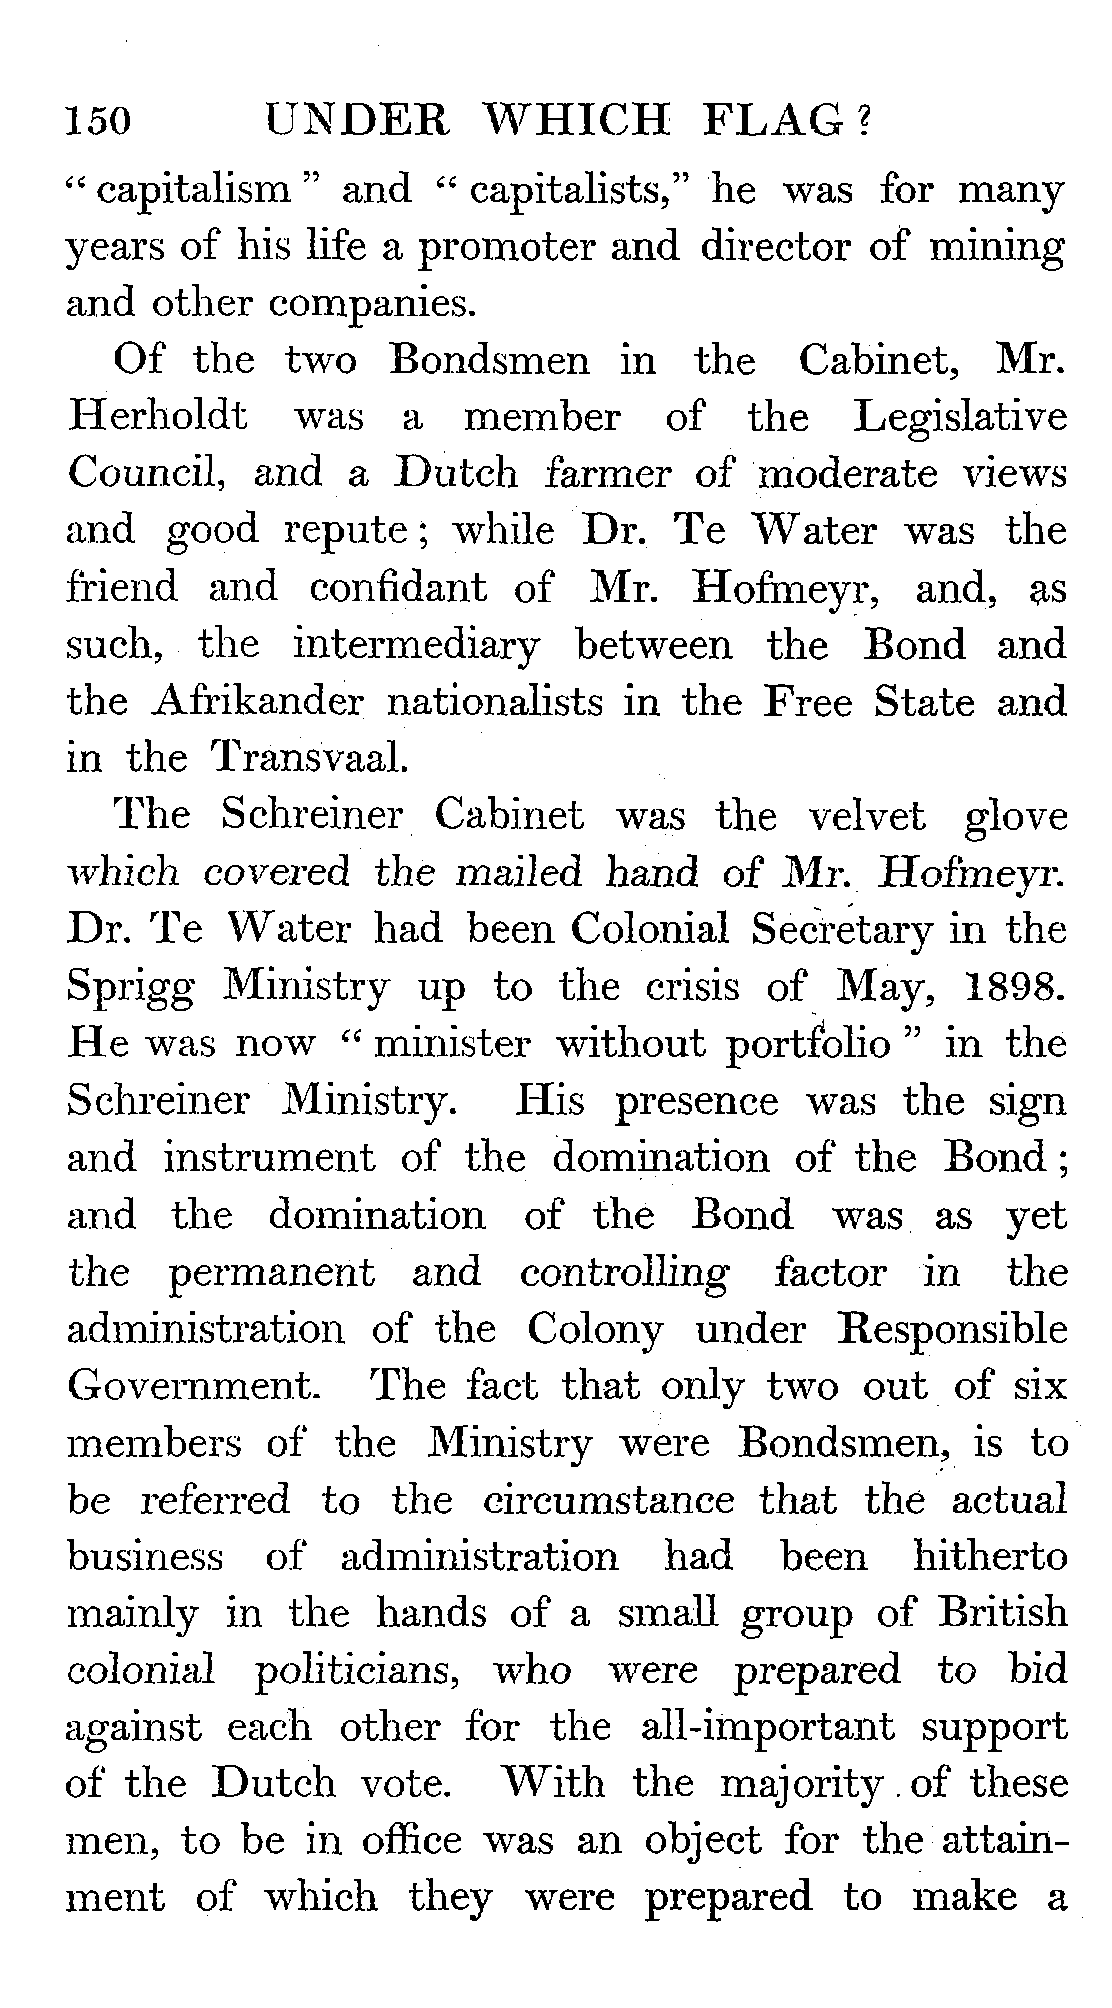 150 UNDER WHICH FLAG?
“ capitalism ” and “ capitalists,” he was for many
years of his life a promoter and director of mining
and other companies.
Of the two Bondsmen in the Cabinet, Mr.
Herholdt was a member of the Legislative
Council, and a Dutch farmer of moderate views
and good repute ; while Dr. Te Water was the
friend and confidant of Mr. Hofmeyr, and, as
such, the intermediary between the Bond and
the Afrikander nationalists in the Free State and
in the Transvaal.
The Schreiner Cabinet was the velvet glove
which covered the mailed hand of Mr. Hofmeyr.
Dr. Te Water had been Colonial Secretary in the
Sprigg Ministry up to the crisis of May, 1898.
He was now “ minister without portfolio ” in the
Schreiner Ministry. His presence was the sign
and instrument of the domination of the Bond ;
and the domination of the Bond was as yet
the permanent and controlling factor in the
administration of the Colony under Responsible
Government. The fact that only two out of six
members of the Ministry were Bondsmen, is to
be referred to the circumstance that the actual
business of administration had been hitherto
mainly in the hands of a small group of British
colonial politicians, who were prepared to bid
against each other for the all-important support
of the Dutch vote. With the majority of these
men, to be in office was an object for the attain-
ment of which they were prepared to make a